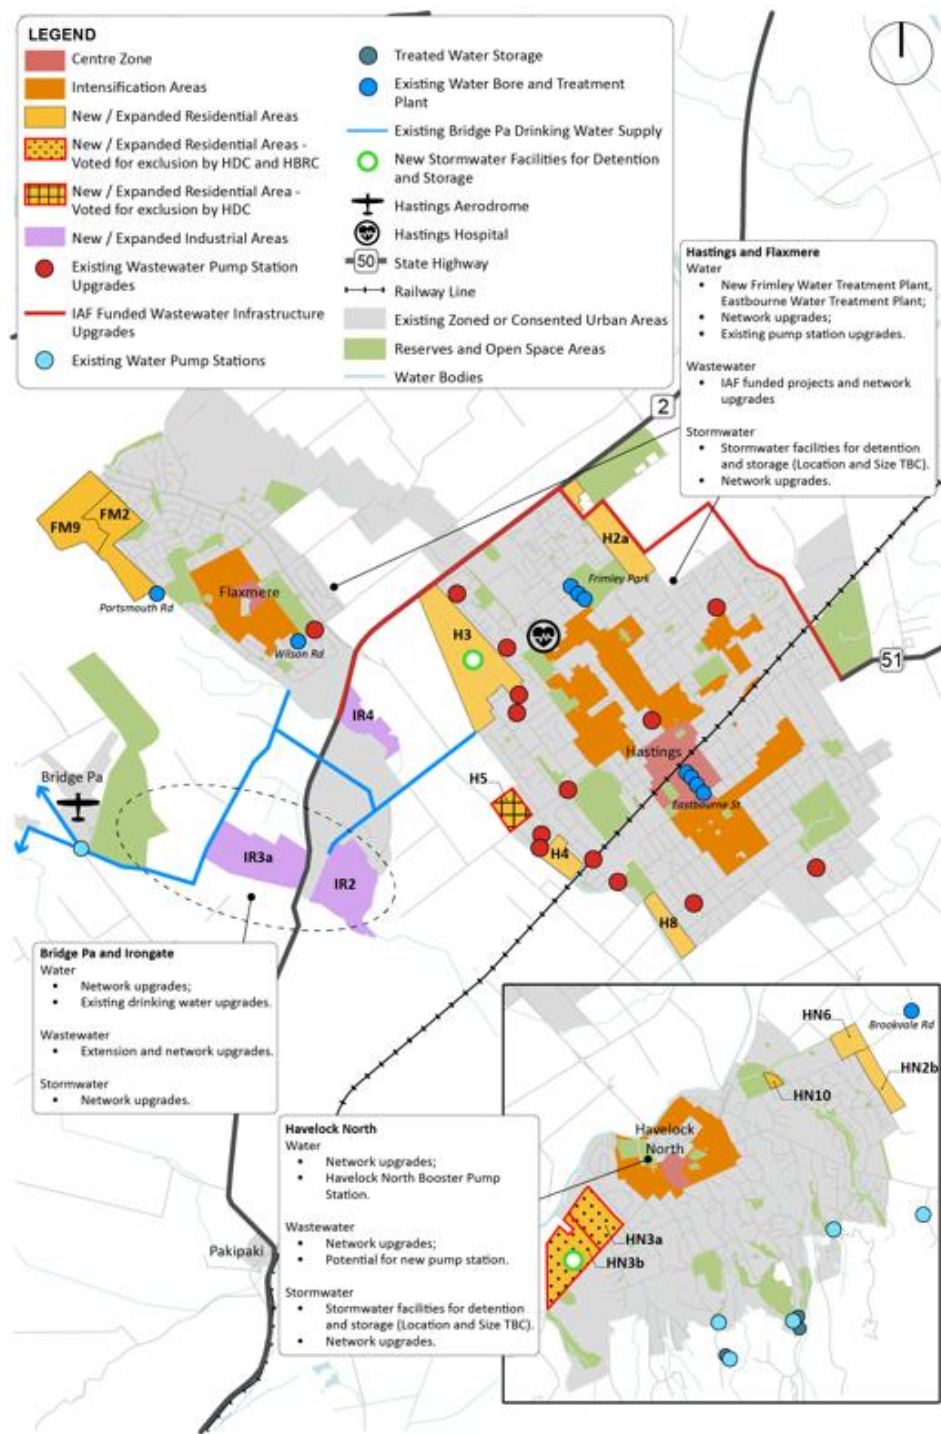 LEGEND
Centre Zone
Intensification Areas
New / Expanded Residential Areas
New / Expanded Residential Areas -
Voted for exclusion by HDC and HBRC
New / Expanded Residential Area -
Voted for exclusion by HDC
New / Expanded Industrial Areas
Existing Wastewater Pump Station
Upgrades
IAF Funded Wastewater Infrastructure
Upgrades
Existing Water Pump Stations
Treated Water Storage
Existing Water Bore and Treatment
Plant
Existing Bridge Pa Drinking Water Supply
New Stormwater Facilities for Detention
and Storage
Hastings Aerodrome
Hastings Hospital
50
State Highway
Railway Line
Existing Zoned or Consented Urban Areas
Reserves and Open Space Areas
Water Bodies
Hastings and Flaxmere
Water
• New Frimley Water Treatment Plant,
Eastbourne Water Treatment Plant;
• Network upgrades;
• Existing pump station upgrades.
Wastewater
• IAF funded projects and network
upgrades
Stormwater
• Stormwater facilities for detention
and storage (Location and Size TBC).
• Network upgrades.
2
FM9
FM2
H2a
Flaxmere
Frimley Park
Portsmouth Rd
Wilson Rd
H3
51
IR4
Hastings
Bridge Pa
H5
Eastbourne St
IR3a
H4
IR2
H8
Bridge Pa and Irongate
Water
• Network upgrades;
• Existing drinking water upgrades.
Wastewater
• Extension and network upgrades.
Stormwater
• Network upgrades.
HN6
Brookvale Rd
HN2b
HN10
Havelock
North
Havelock North
Water
• Network upgrades;
• Havelock North Booster Pump
Station.
Wastewater
• Network upgrades;
• Potential for new pump station.
Stormwater
• Stormwater facilities for detention
and storage (Location and Size TBC).
• Network upgrades.
HN3a
HN3b
Pakipaki